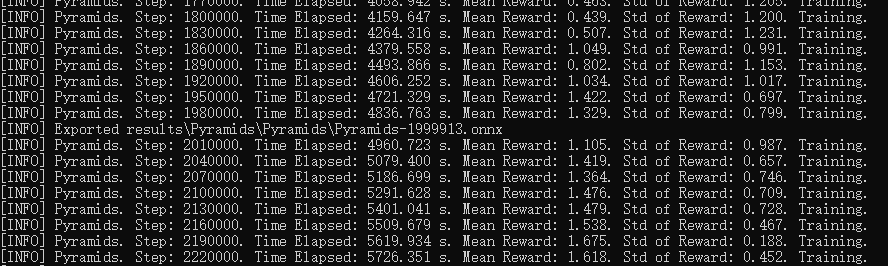 [INFO] Pyramids. Step: 1770000. Time Elapsed: 4058.942 s. Mean Reward: 0.463. Std of Reward: 1.205. Training.
[INFO] Pyramids. Step: 1800000. Time Elapsed: 4159.647 s. Mean Reward: 0.439. Std of Reward: 1.200. Training.
[INFO] Pyramids. Step: 1830000. Time Elapsed: 4264.316 s. Mean Reward: 0.507. Std of Reward: 1.231. Training.
[INFO] Pyramids. Step: 1860000. Time Elapsed: 4379.558 s. Mean Reward: 1.049. Std of Reward: 0.991. Training.
[INFO] Pyramids. Step: 1890000. Time Elapsed: 4493.866 s. Mean Reward: 0.802. Std of Reward: 1.153. Training.
[INFO] Pyramids. Step: 1920000. Time Elapsed: 4606.252 s. Mean Reward: 1.034. Std of Reward: 1.017. Training.
[INFO] Pyramids. Step: 1950000. Time Elapsed: 4721.329 s. Mean Reward: 1.422. Std of Reward: 0.697. Training.
[INFO] Pyramids. Step: 1980000. Time Elapsed: 4836.763 s. Mean Reward: 1.329. Std of Reward: 0.799. Training.
[INFO] Exported results\Pyramids\Pyramids\Pyramids-1999913.onnx
[INFO] Pyramids. Step: 2010000. Time Elapsed: 4960.723 s. Mean Reward: 1.105. Std of Reward: 0.987. Training.
[INFO] Pyramids. Step: 2040000. Time Elapsed: 5079.400 s. Mean Reward: 1.419. Std of Reward: 0.657. Training.
[INFO] Pyramids. Step: 2070000. Time Elapsed: 5186.699 s. Mean Reward: 1.364. Std of Reward: 0.746. Training.
[INFO] Pyramids. Step: 2100000. Time Elapsed: 5291.628 s. Mean Reward: 1.476. Std of Reward: 0.709. Training.
[INFO] Pyramids. Step: 2130000. Time Elapsed: 5401.041 s. Mean Reward: 1.479. Std of Reward: 0.728. Training.
[INFO] Pyramids. Step: 2160000. Time Elapsed: 5509.679 s. Mean Reward: 1.538. Std of Reward: 0.467. Training.
[INFO] Pyramids. Step: 2190000. Time Elapsed: 5619.934 s. Mean Reward: 1.675. Std of Reward: 0.188. Training.
[INFO] Pyramids. Step: 2220000. Time Elapsed: 5726.351 s. Mean Reward: 1.618. Std of Reward: 0.452. Training.